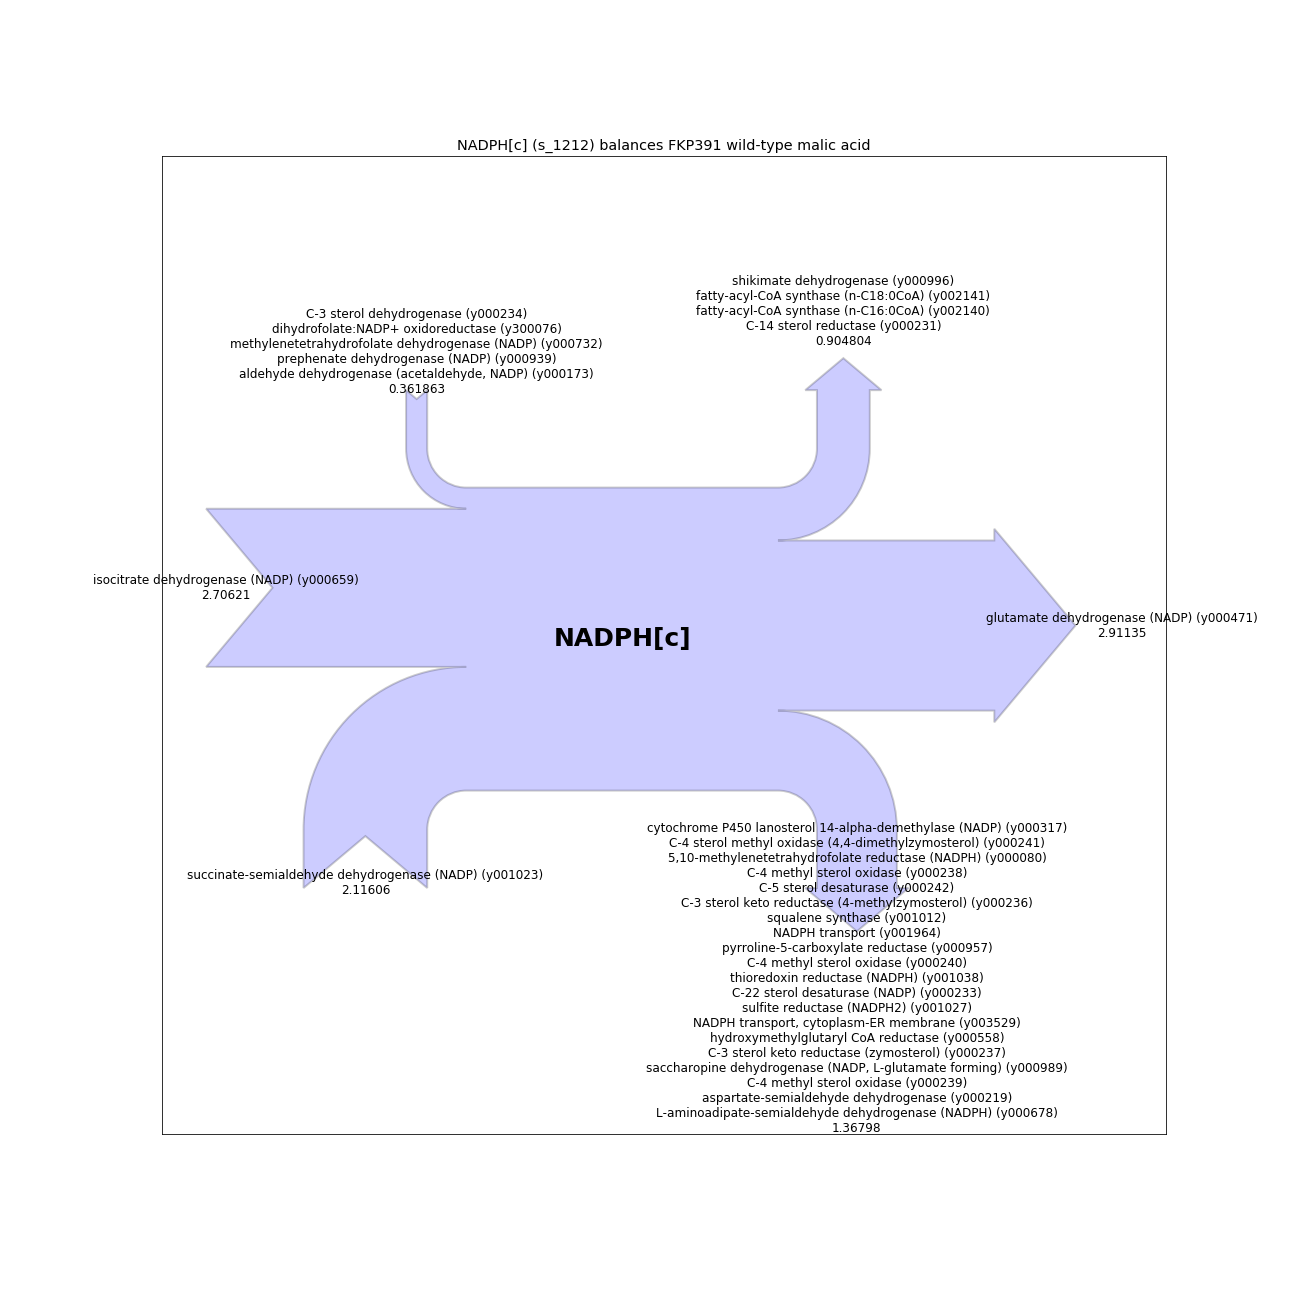 NADPH[c] (s_1212) balances FKP391 wild-type malic acid
shikimate dehydrogenase (y000996)
fatty-acyl-CoA synthase (n-C18:0CoA) (y002141)
fatty-acyl-CoA synthase (n-C16:0CoA) (y002140)
C-14 sterol reductase (y000231)
0.904804
C-3 sterol dehydrogenase (y000234)
dihydrofolate:NADP+ oxidoreductase (y300076)
methylenetetrahydrofolate dehydrogenase (NADP) (y000732)
prephenate dehydrogenase (NADP) (y000939)
aldehyde dehydrogenase (acetaldehyde, NADP) (y000173)
0.361863
isocitrate dehydrogenase (NADP) (y000659)
2.70621
NADPH[c]
glutamate dehydrogenase (NADP) (y000471)
2.91135
succinate-semialdehyde dehydrogenase (NADP) (y001023)
2.11606
cytochrome P450 lanosterol 14-alpha-demethylase (NADP) (y000317)
C-4 sterol methyl oxidase (4,4-dimethylzymosterol) (y000241)
5,10-methylenetetrahydrofolate reductase (NADPH) (y000080)
C-4 methyl sterol oxidase (y000238)
C-5 sterol desaturase (y000242)
C-3 sterol keto reductase (4-methylzymosterol) (y000236)
squalene synthase (y001012)
NADPH transport (y001964)
pyrroline-5-carboxylate reductase (y000957)
C-4 methyl sterol oxidase (y000240)
thioredoxin reductase (NADPH) (y001038)
C-22 sterol desaturase (NADP) (y000233)
sulfite reductase (NADPH2) (y001027)
NADPH transport, cytoplasm-ER membrane (y003529)
hydroxymethylglutaryl CoA reductase (y000558)
C-3 sterol keto reductase (zymosterol) (y000237)
saccharopine dehydrogenase (NADP, L-glutamate forming) (y000989)
C-4 methyl sterol oxidase (y000239)
aspartate-semialdehyde dehydrogenase (y000219)
L-aminoadipate-semialdehyde dehydrogenase (NADPH) (y000678)
1.36798